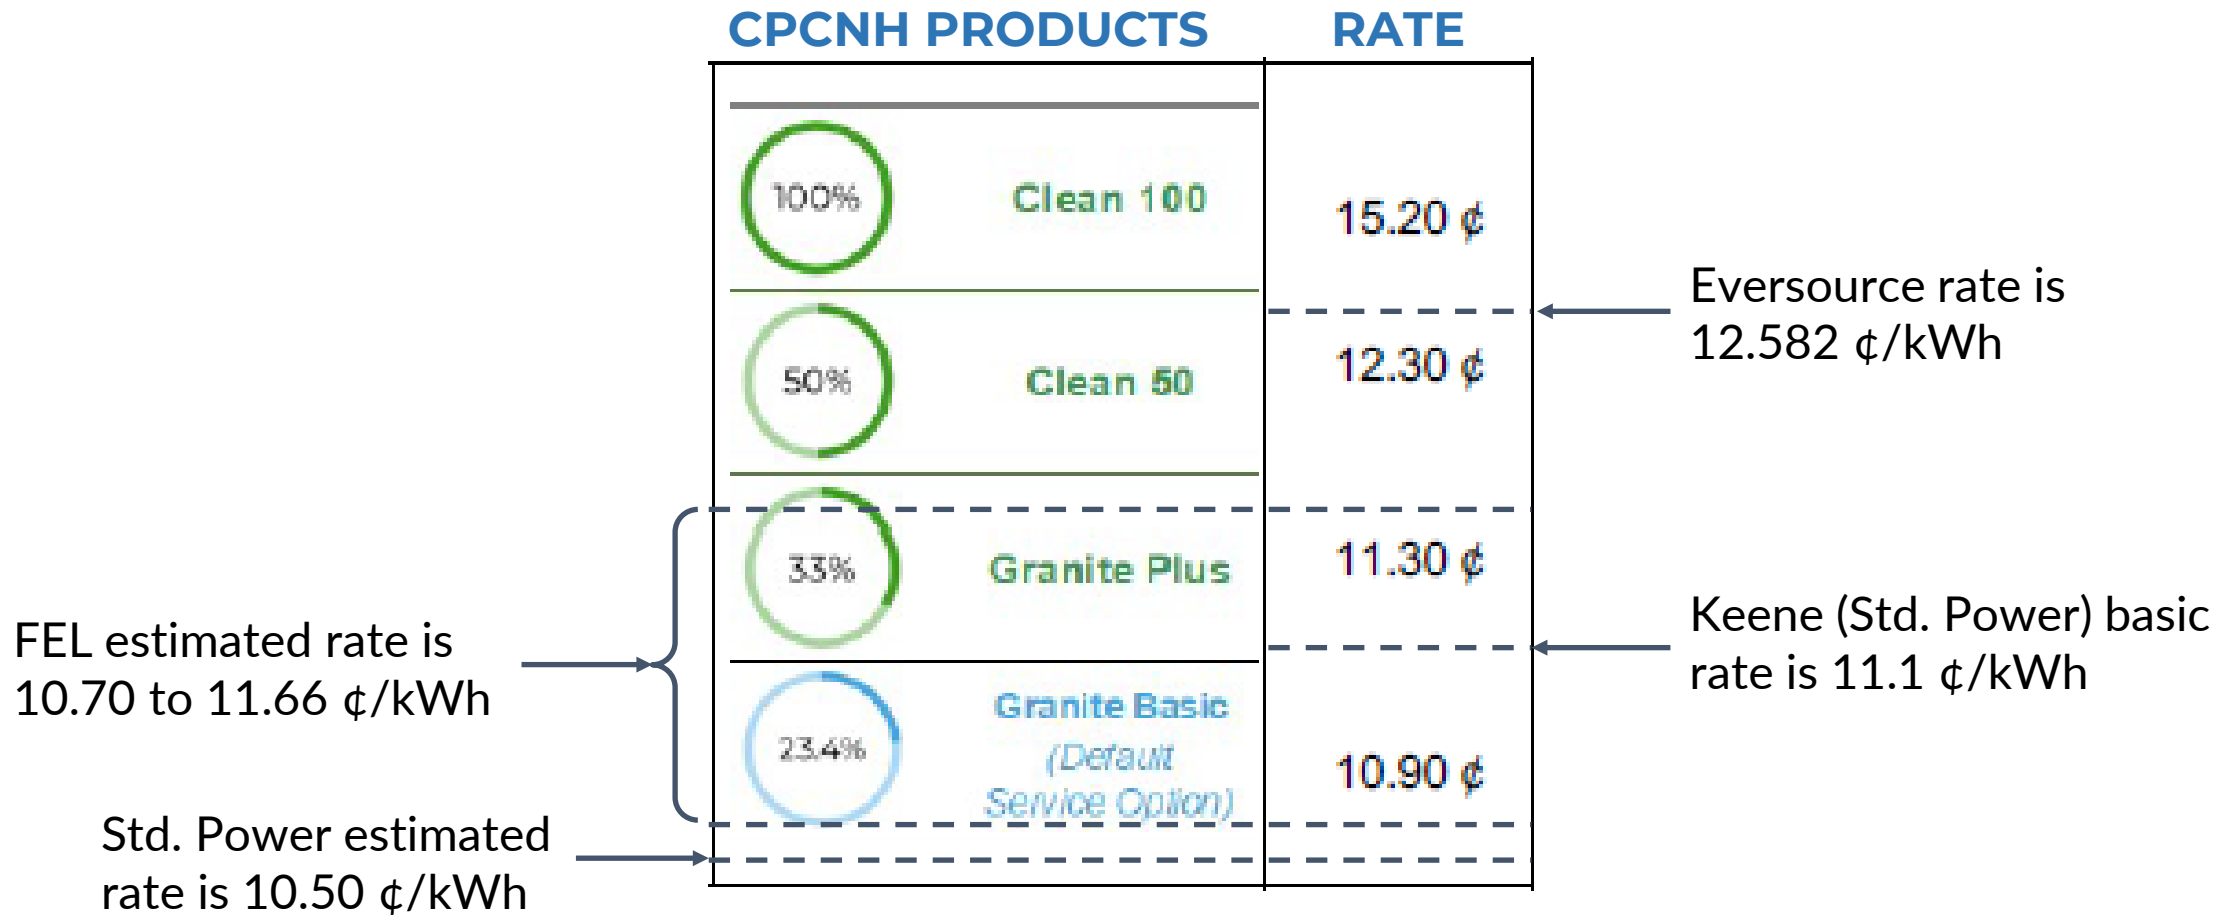 CPCNH PRODUCTS
RATE
100%
Clean 100
15.20 ¢
50%
Clean 50
12.30 ¢
33%
Granite Plus
11.30 ¢
23.4%
Granite Basic
(Default
Service Option)
10.90 ¢
Eversource rate is
12.582 ¢/kWh
Keene (Std. Power) basic
rate is 11.1 ¢/kWh
FEL estimated rate is
10.70 to 11.66 ¢/kWh
Std. Power estimated
rate is 10.50 ¢/kWh